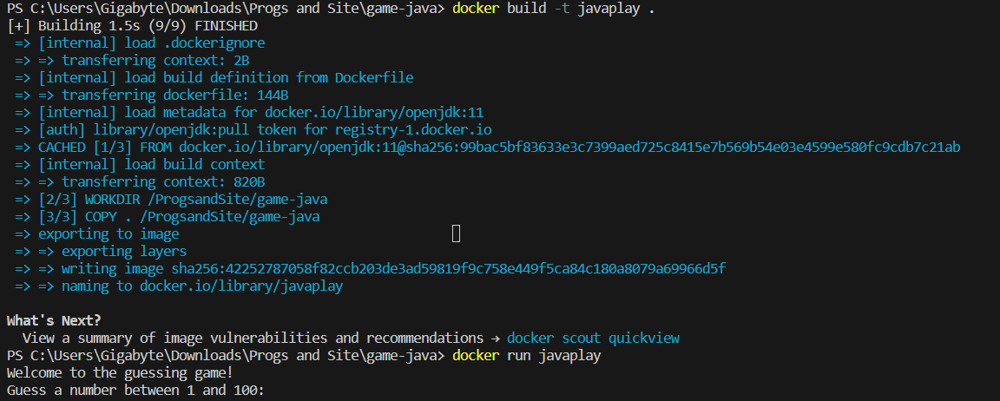 PS C:\Users\Gigabyte\Downloads\Progs and Site\game-java> docker build -t javaplay .
[+] Building 1.5s (9/9) FINISHED
=> [internal] load .dockerignore
=> => transferring context: 2B
=> [internal] load build definition from Dockerfile
=> => transferring dockerfile: 144B
=> [internal] load metadata for docker.io/library/openjdk:11
=> [auth] library/openjdk:pull token for registry-1.docker.io
=> CACHED [1/3] FROM docker.io/library/openjdk:11@sha256:99bac5bf83633e3c7399aed725c8415e7b569b54e03e4599e580fc9cdb7c21ab
=> [internal] load build context
=> => transferring context: 820B
=> [2/3] WORKDIR /ProgsandSite/game-java
=> [3/3] COPY . /ProgsandSite/game-java
=> exporting to image
=> => exporting layers
=> => writing image sha256:42252787058f82ccb203de3ad59819f9c758e449f5ca84c180a8079a69966d5f
=> => naming to docker.io/library/javaplay
What's Next?
View a summary of image vulnerabilities and recommendations → docker scout quickview
PS C:\Users\Gigabyte\Downloads\Progs and Site\game-java> docker run javaplay
Welcome to the guessing game!
Guess a number between 1 and 100: